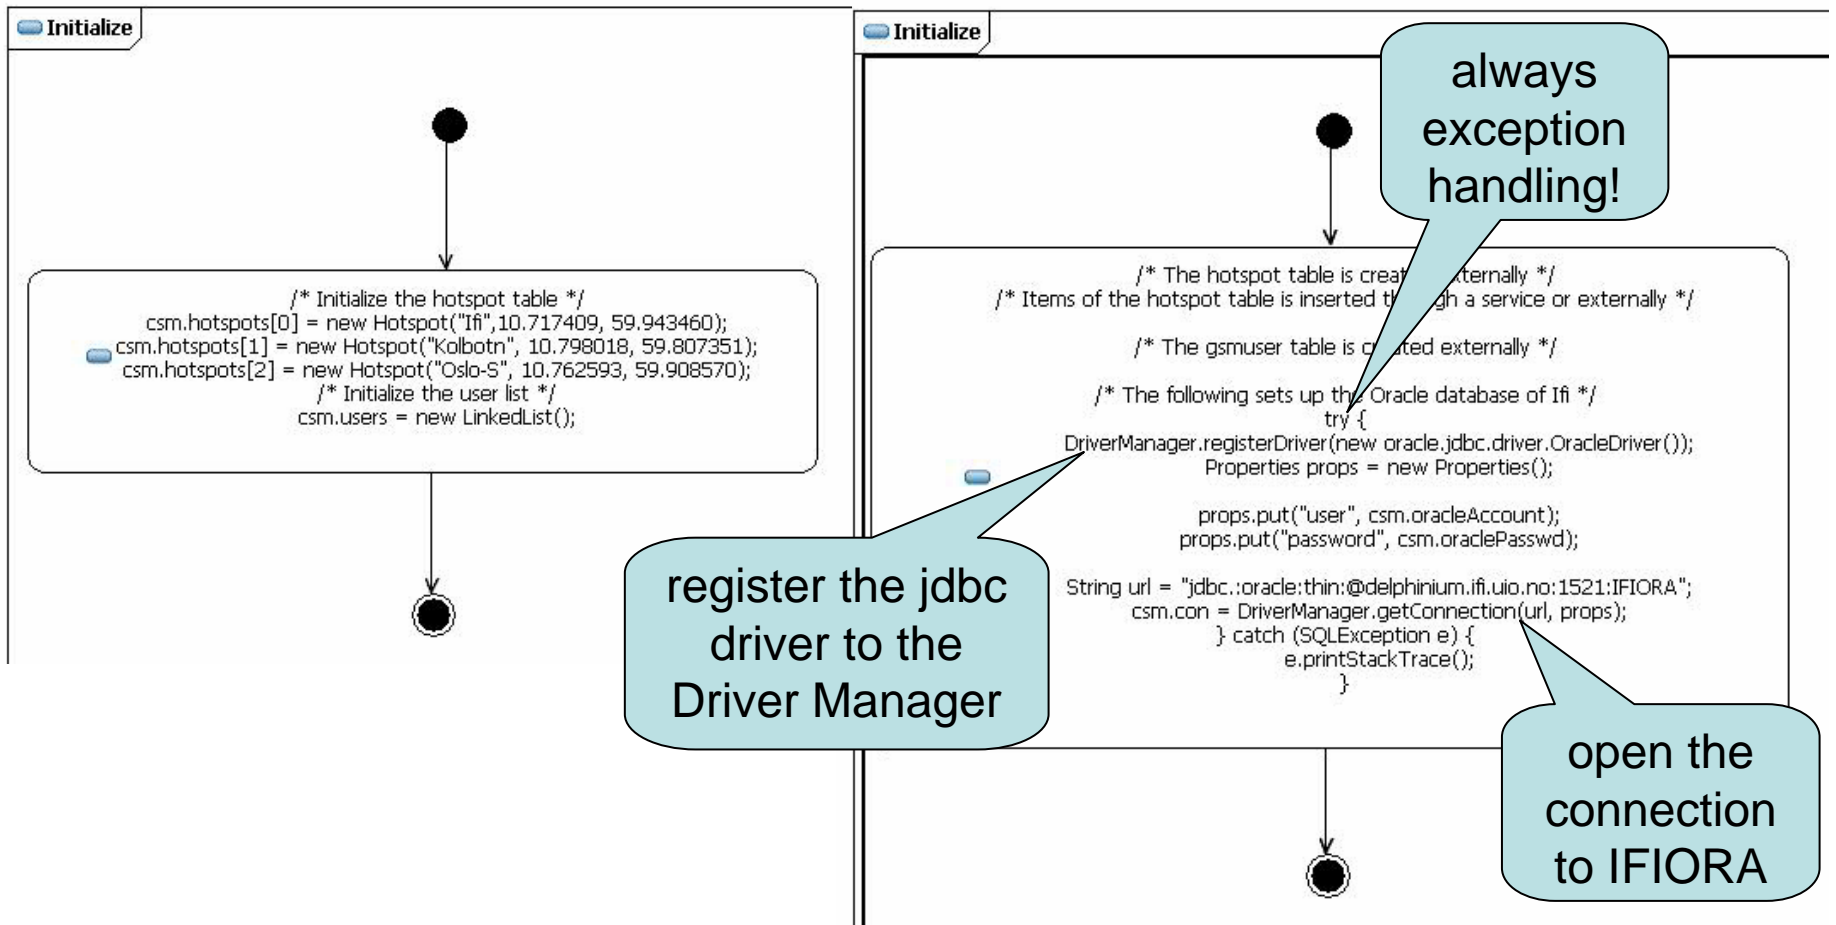 Initialize
/* Initialize the hotspot table */
csm.hotspots[0] = new Hotspot("Ifi",10.717409, 59.943460);
csm.hotspots[1] = new Hotspot("Kolbotn", 10.798018, 59.807351);
csm.hotspots[2] = new Hotspot("Oslo-S", 10.762593, 59.908570);
/* Initialize the user list */
csm.users = new LinkedList();
Initialize
always
exception
handling!
/* The hotspot table is externally */
/* Items of the hotspot table is inserted through a service or externally */
/* The gsmuser table is created externally */
/* The following sets up the Oracle database of Ifi */
try {
DriverManager.registerDriver(new oracle.jdbc.driver.OracleDriver());
Properties props = new Properties();
props.put("user", csm.oracleAccount);
props.put("password", csm.oraclePasswd);
String url = "jdbc.:oracle:thin:@delphinium.ifi.uio.no:1521:IFIORA";
csm.con = DriverManager.getConnection(url, props);
} catch (SQLException e) {
e.printStackTrace();
}
register the jdbc
driver to the
Driver Manager
open the
connection
to IFIORA